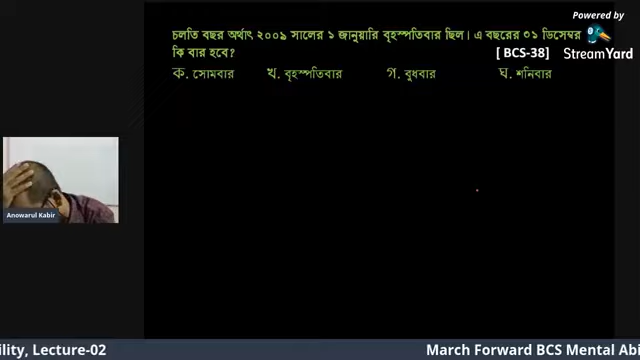 Powered by
StreamYard
চলতি বছর অর্থাৎ ২০০৯ সালের ১ জানুয়ারি বৃহস্পতিবার ছিল। এ বছরের ৩১ ডিসেম্বর
কি বার হবে?
[ BCS-38]
ক. সোমবার খ. বৃহস্পতিবার গ. বুধবার ঘ. শনিবার
Anowarul Kabir
ility, Lecture-02 March Forward BCS Mental Abi